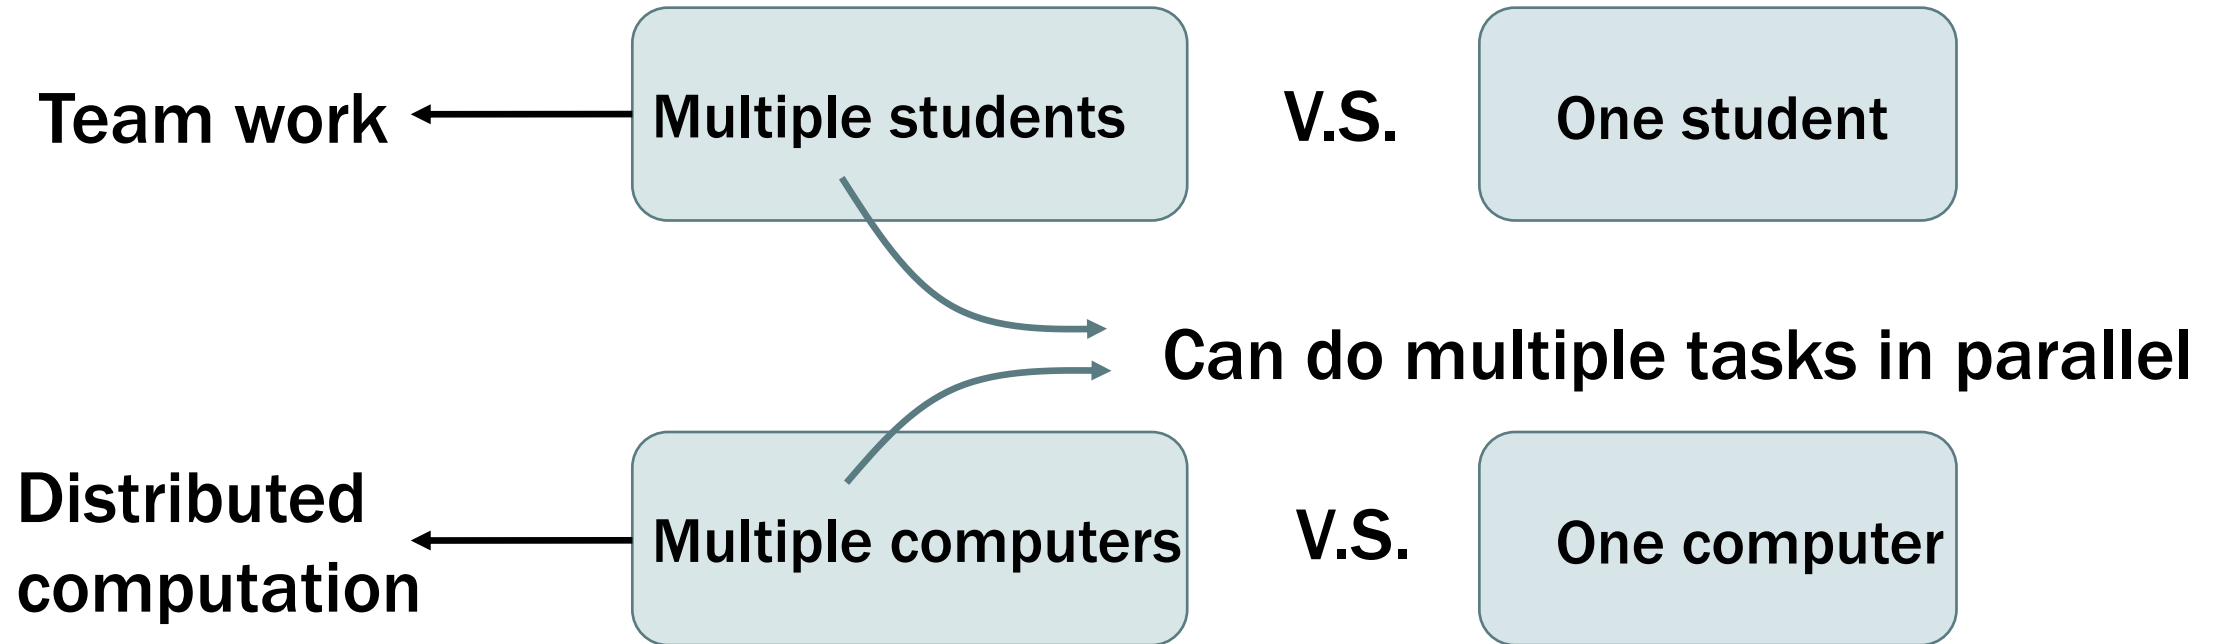 Team work
Multiple students
V.S.
One student
Can do multiple tasks in parallel
Distributed
computation
Multiple computers
V.S.
One computer